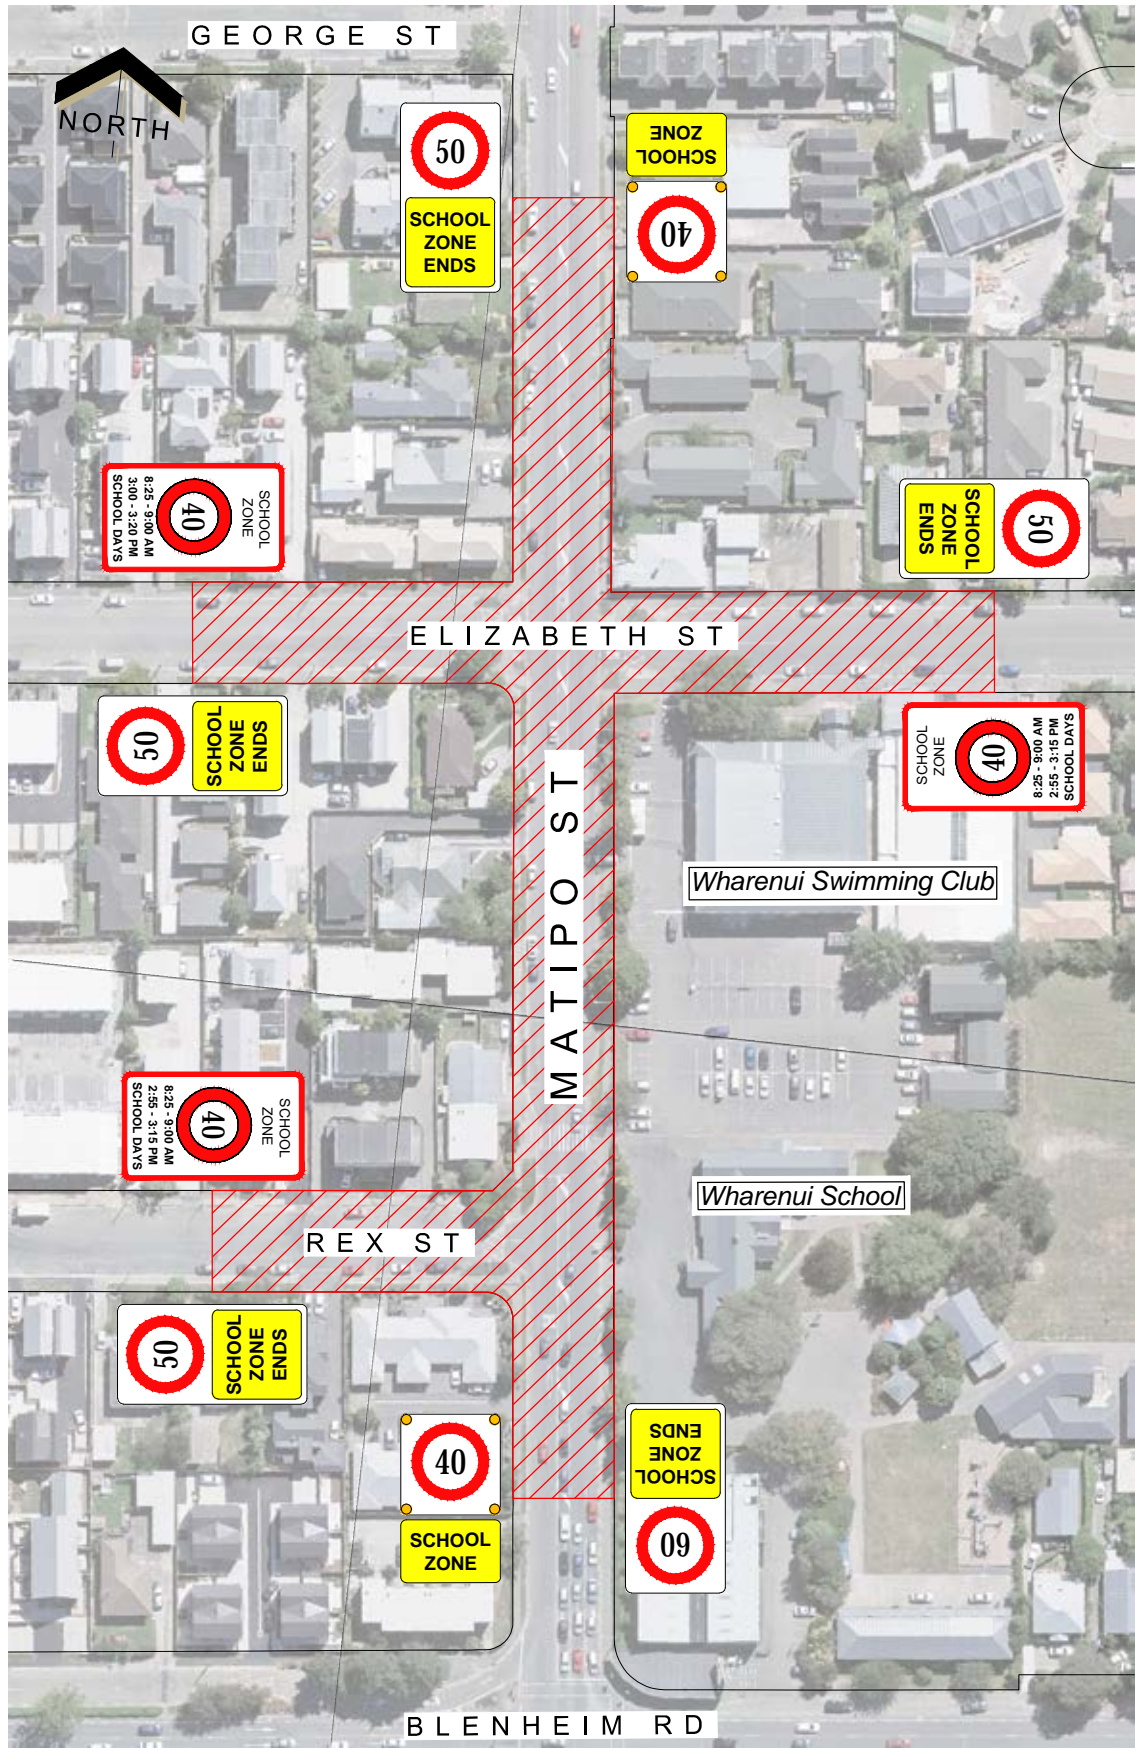 GEORGE ST
NORTH
50
SCHOOL
ZONE
ENDS
SCHOOL
ZONE
40
SCHOOL
ZONE
40
8:25 - 9:00 AM
3:00 - 3:20 PM
SCHOOL DAYS
50
SCHOOL
ZONE
ENDS
ELIZABETH ST
50
SCHOOL
ZONE
ENDS
SCHOOL
ZONE
40
8:25 - 9:00 AM
2:55 - 3:15 PM
SCHOOL DAYS
MATIPO ST
Wharenui Swimming Club
SCHOOL
ZONE
40
8:25 - 9:00 AM
2:55 - 3:15 PM
SCHOOL DAYS
Wharenui School
REX ST
50
SCHOOL
ZONE
ENDS
40
SCHOOL
ZONE
60
SCHOOL
ZONE
ENDS
BLENHEIM RD